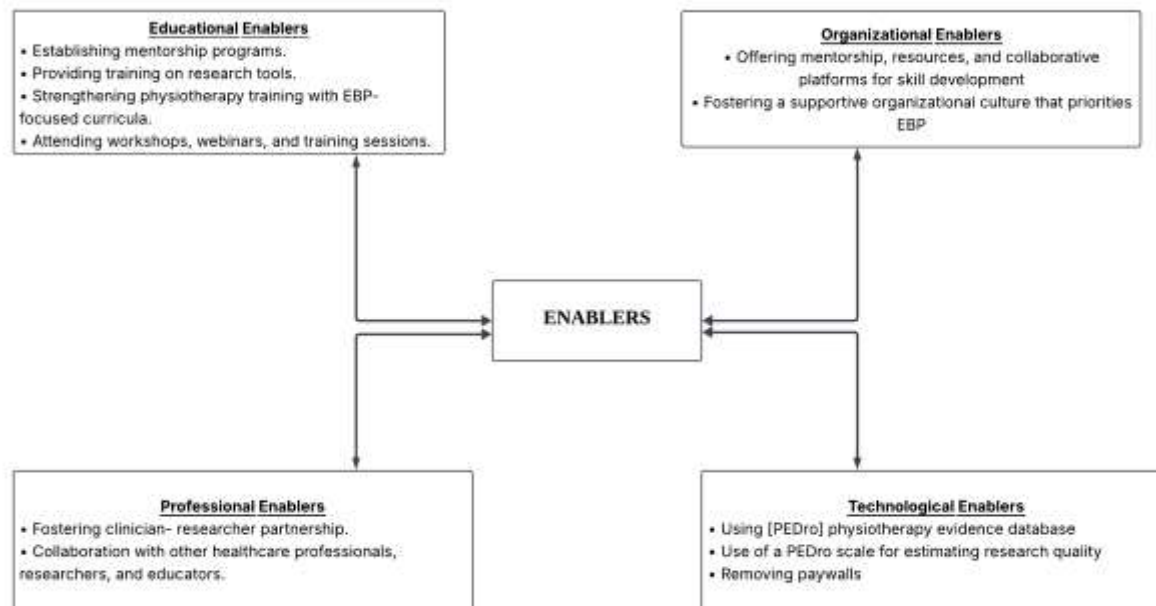 Educational Enablers
• Establishing mentorship programs.
• Providing training on research tools.
• Strengthening physiotherapy training with EBP-
focused curricula.
• Attending workshops, webinars, and training sessions.
Organizational Enablers
• Offering mentorship, resources, and collaborative
platforms for skill development
• Fostering a supportive organizational culture that priorities
EBP
ENABLERS
Professional Enablers
• Fostering clinician- researcher partnership.
• Collaboration with other healthcare professionals,
researchers, and educators.
Technological Enablers
• Using [PEDro] physiotherapy evidence database
• Use of a PEDro scale for estimating research quality
• Removing paywalls